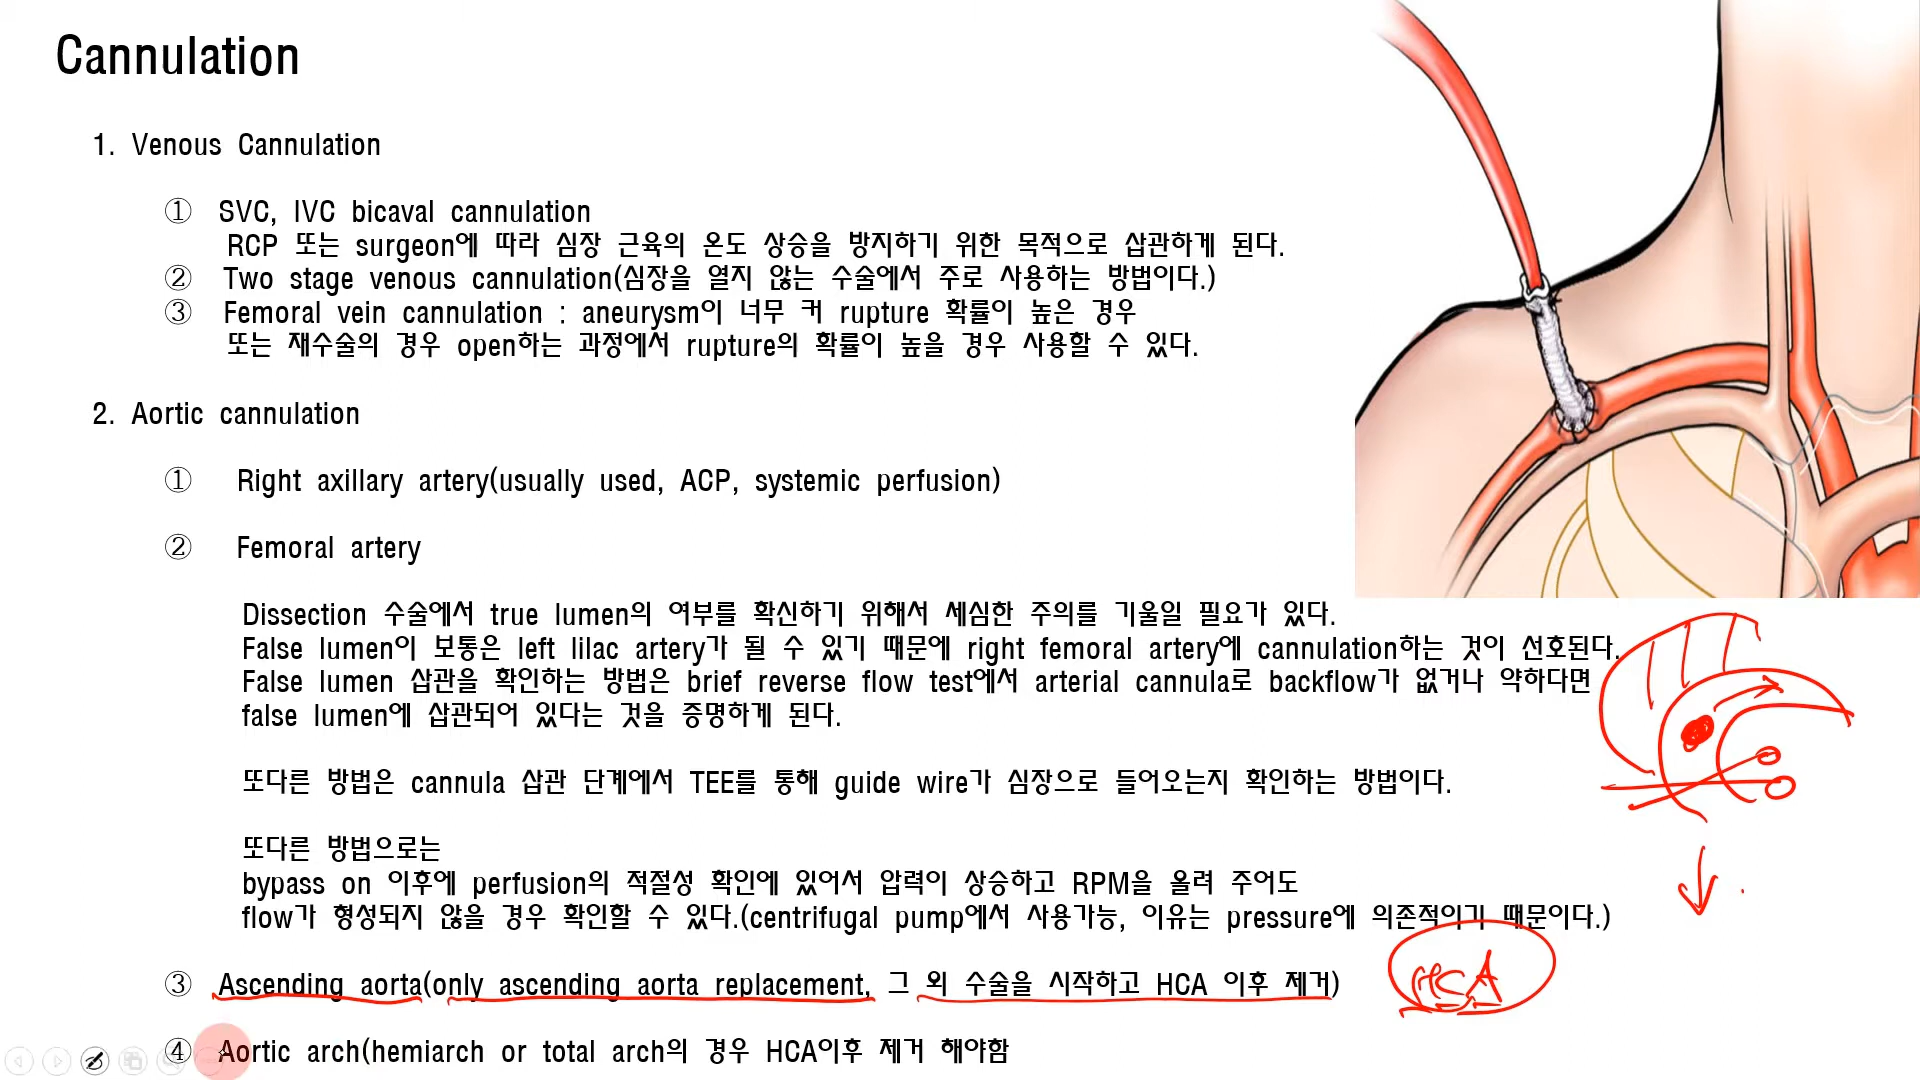 Cannulation
1. Venous Cannulation
① SVC, IVC bicaval cannulation
RCP 또는 surgeon에 따라 심장 근육의 온도 상승을 방지하기 위한 목적으로 삽관하게 된다.
② Two stage venous cannulation(심장을 열지 않는 수술에서 주로 사용하는 방법이다.)
③ Femoral vein cannulation : aneurysm이 너무 커 rupture 확률이 높은 경우
또는 재수술의 경우 open하는 과정에서 rupture의 확률이 높을 경우 사용할 수 있다.
2. Aortic cannulation
① Right axillary artery(usually used, ACP, systemic perfusion)
② Femoral artery
Dissection 수술에서 true lumen의 여부를 확신하기 위해서 세심한 주의를 기울일 필요가 있다.
False lumen이 보통은 left lilac artery가 될 수 있기 때문에 right femoral artery에 cannulation하는 것이 선호된다.
False lumen 삽관을 확인하는 방법은 brief reverse flow test에서 arterial cannula로 backflow가 없거나 약하다면
false lumen에 삽관되어 있다는 것을 증명하게 된다.
또다른 방법은 cannula 삽관 단계에서 TEE를 통해 guide wire가 심장으로 들어오는지 확인하는 방법이다.
또다른 방법으로는
bypass on 이후에 perfusion의 적절성 확인에 있어서 압력이 상승하고 RPM을 올려 주어도
flow가 형성되지 않을 경우 확인할 수 있다.(centrifugal pump에서 사용가능, 이유는 pressure에 의존적이기 때문이다.)
③ Ascending aorta(only ascending aorta replacement, 그 외 수술을 시작하고 HCA 이후 제거)
HCA
④ Aortic arch(hemiarch or total arch의 경우 HCA이후 제거 해야함